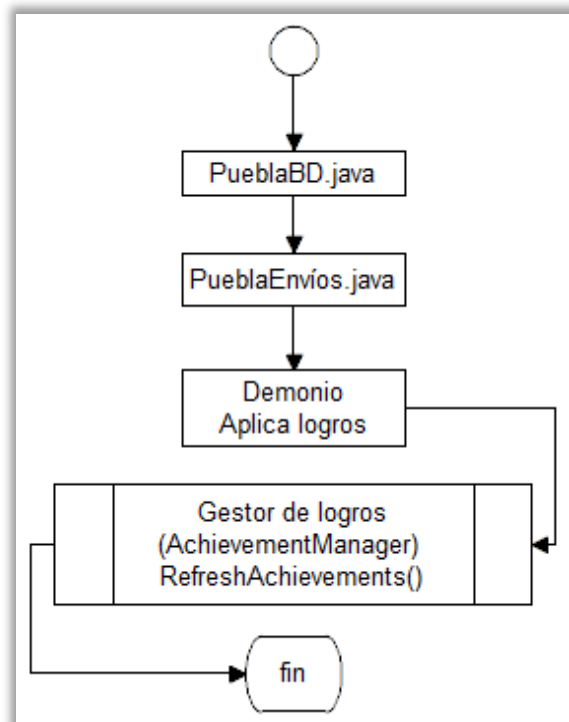 PueblaBD.java
PueblaEnvíos.java
Demonio
Aplica logros
Gestor de logros
(AchievementManager)
RefreshAchievements()
fin